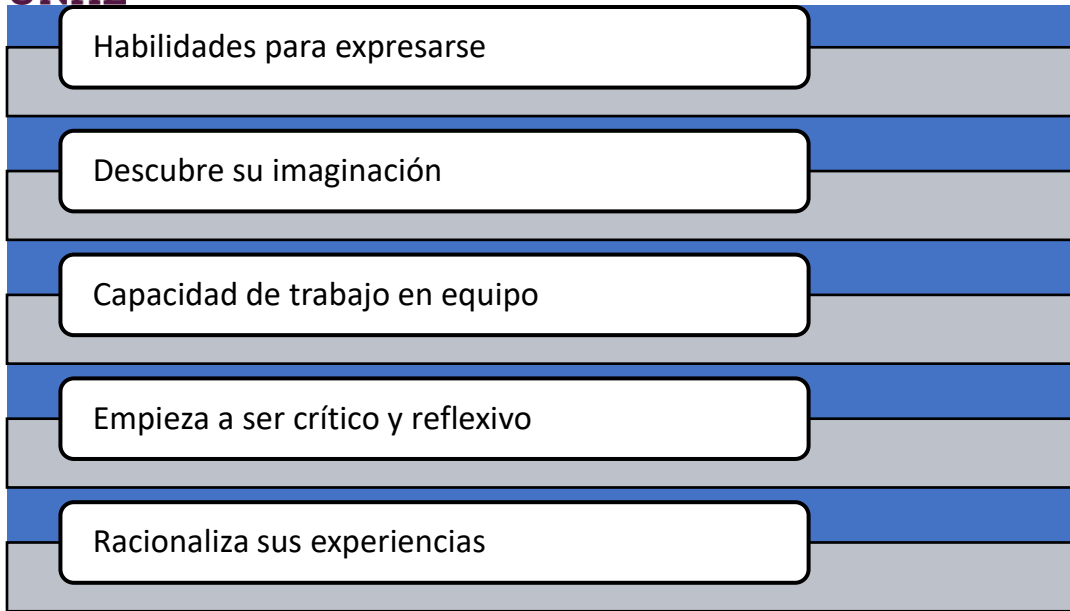 Habilidades para expresarse
Descubre su imaginación
Capacidad de trabajo en equipo
Empieza a ser crítico y reflexivo
Racionaliza sus experiencias